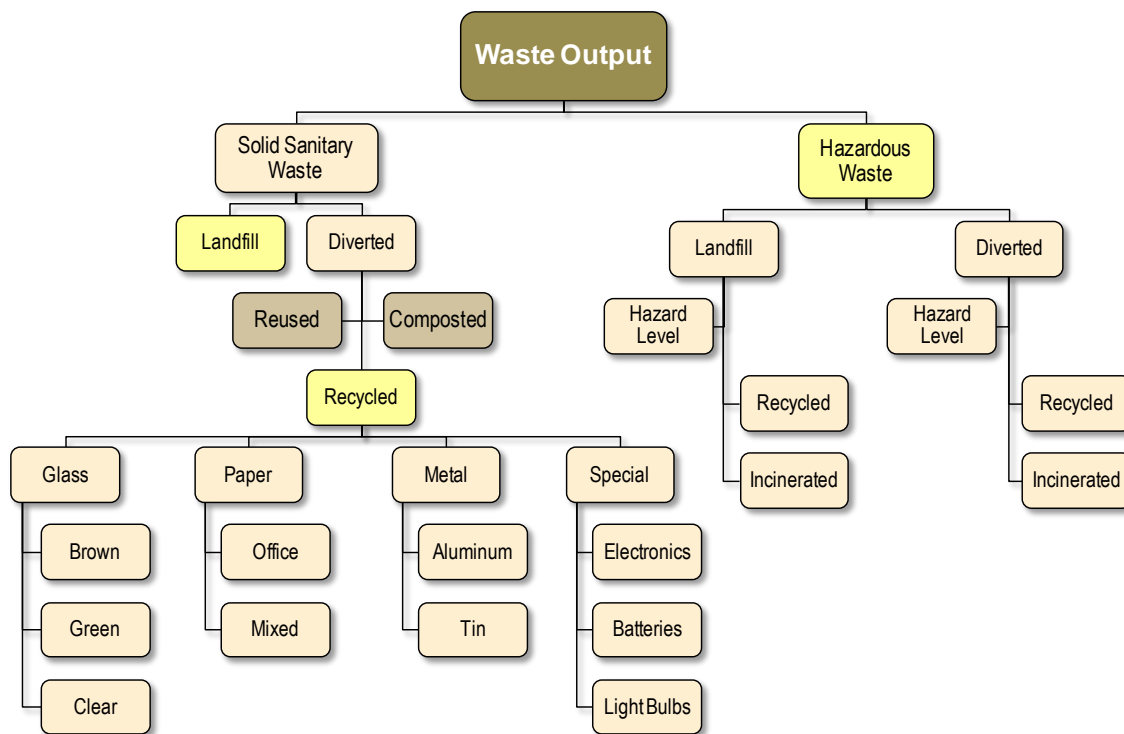 Waste Output
Solid Sanitary
Waste
Hazardous
Waste
Landfill
Diverted
Landfill
Diverted
Reused
Composted
Hazard
Level
Hazard
Level
Recycled
Recycled
Recycled
Glass
Paper
Metal
Special
Incinerated
Incinerated
Brown
Office
Aluminum
Electronics
Green
Mixed
Tin
Batteries
Clear
Light Bulbs